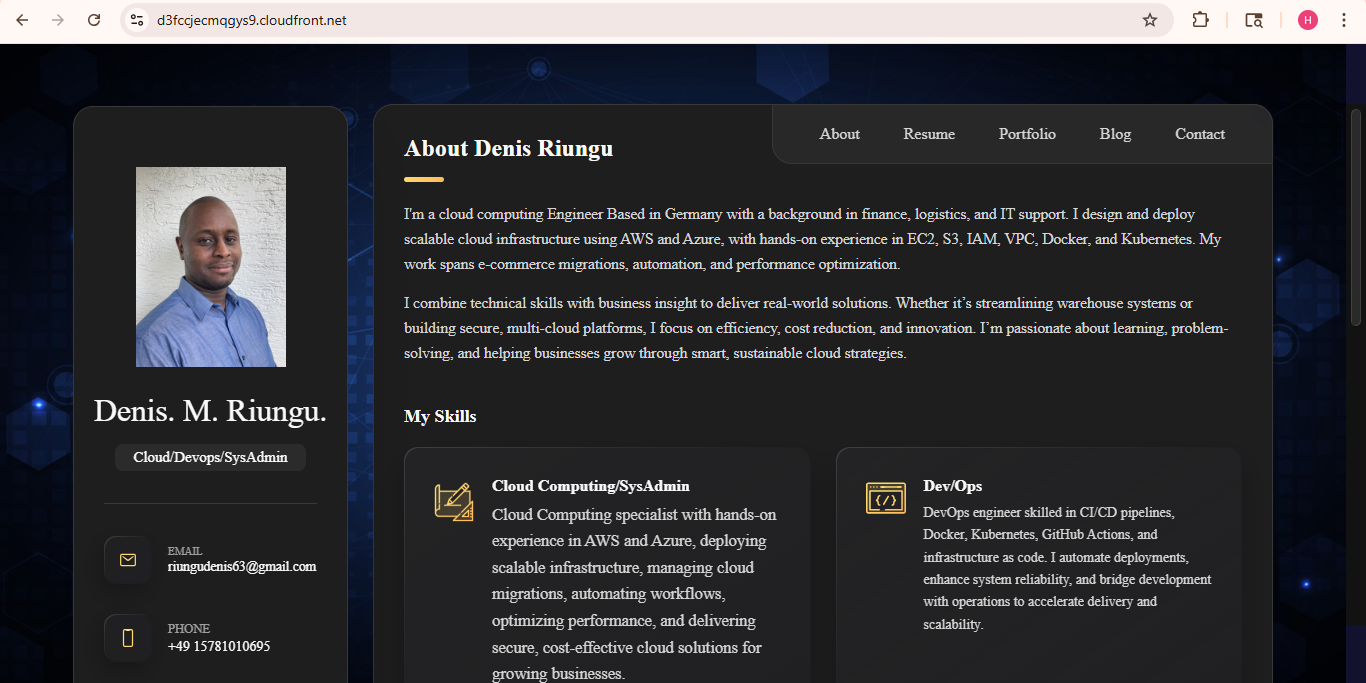 d3fccjecmqgys9.cloudfront.net
H
About
Resume
Portfolio
Blog
Contact
Denis. M. Riungu.
Cloud/Devops/SysAdmin
EMAIL
riungudenis63@gmail.com
PHONE
+49 15781010695
About Denis Riungu
I'm a cloud computing Engineer Based in Germany with a background in finance, logistics, and IT support. I design and deploy
scalable cloud infrastructure using AWS and Azure, with hands-on experience in EC2, S3, IAM, VPC, Docker, and Kubernetes. My
work spans e-commerce migrations, automation, and performance optimization.
I combine technical skills with business insight to deliver real-world solutions. Whether it’s streamlining warehouse systems or
building secure, multi-cloud platforms, I focus on efficiency, cost reduction, and innovation. I’m passionate about learning, problem-
solving, and helping businesses grow through smart, sustainable cloud strategies.
My Skills
Cloud Computing/SysAdmin
Cloud Computing specialist with hands-on
experience in AWS and Azure, deploying
scalable infrastructure, managing cloud
migrations, automating workflows,
optimizing performance, and delivering
secure, cost-effective cloud solutions for
growing businesses.
Dev/Ops
DevOps engineer skilled in CI/CD pipelines,
Docker, Kubernetes, GitHub Actions, and
infrastructure as code. I automate deployments,
enhance system reliability, and bridge development
with operations to accelerate delivery and
scalability.